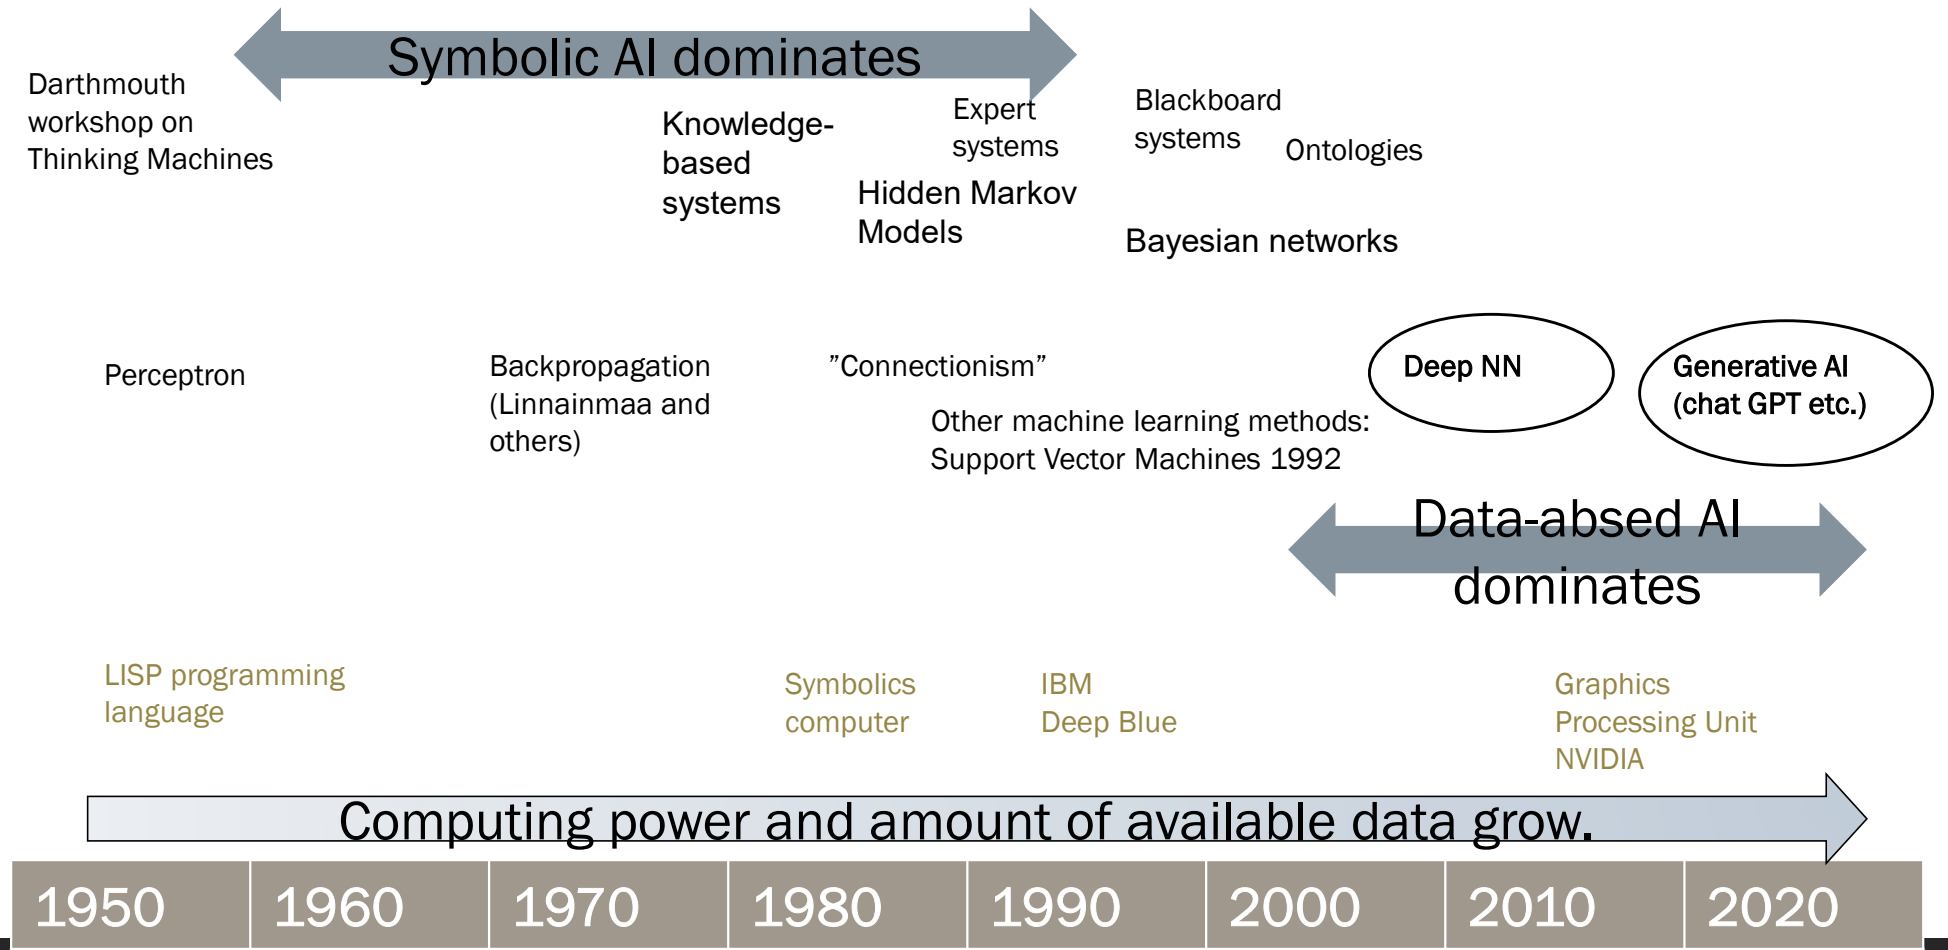 Symbolic AI dominates
Darthmouth
workshop on
Thinking Machines
Knowledge-
based
systems
Expert
systems
Hidden Markov
Models
Blackboard
systems
Ontologies
Bayesian networks
Perceptron
Backpropagation
(Linnainmaa and
others)
”Connectionism”
Other machine learning methods:
Support Vector Machines 1992
Deep NN
Generative AI
(chat GPT etc.)
Data-absed AI
dominates
LISP programming
language
Symbolics
computer
IBM
Deep Blue
Graphics
Processing Unit
NVIDIA
Computing power and amount of available data grow.
1950 1960 1970 1980 1990 2000 2010 2020